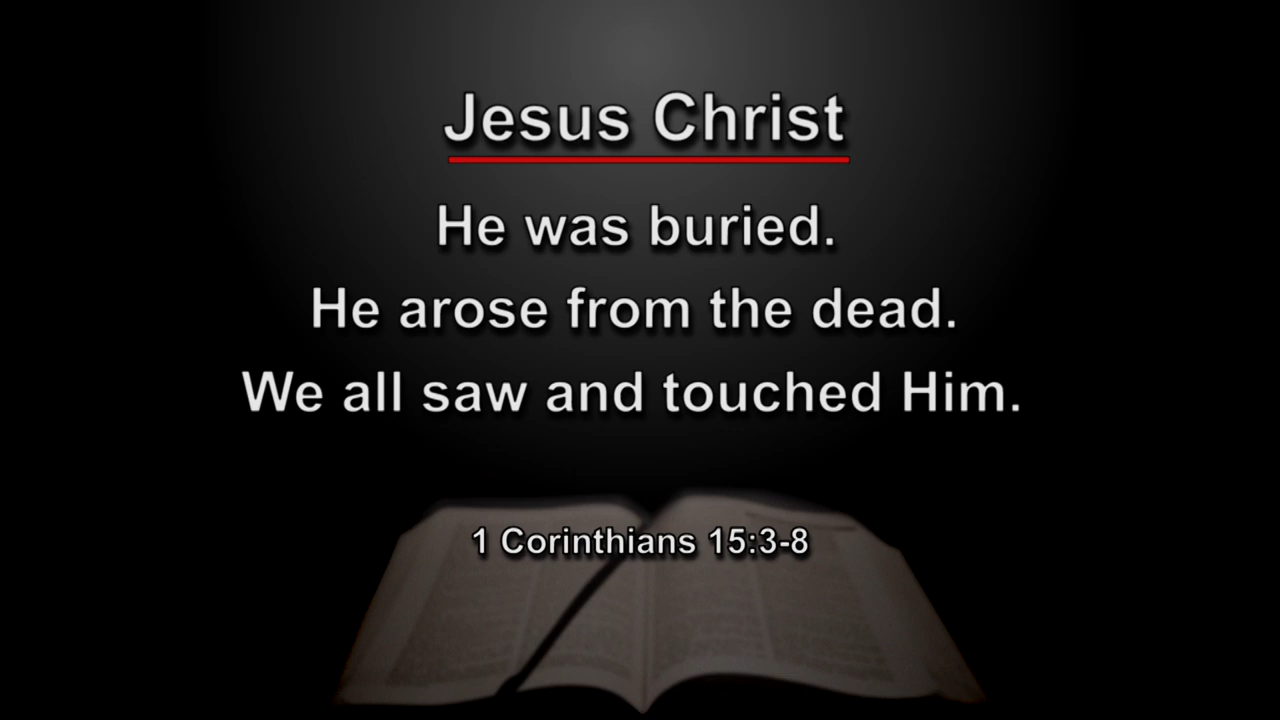 Jesus Christ
He was buried.
He arose from the dead.
We all saw and touched Him.
1 Corinthians 15:3-8